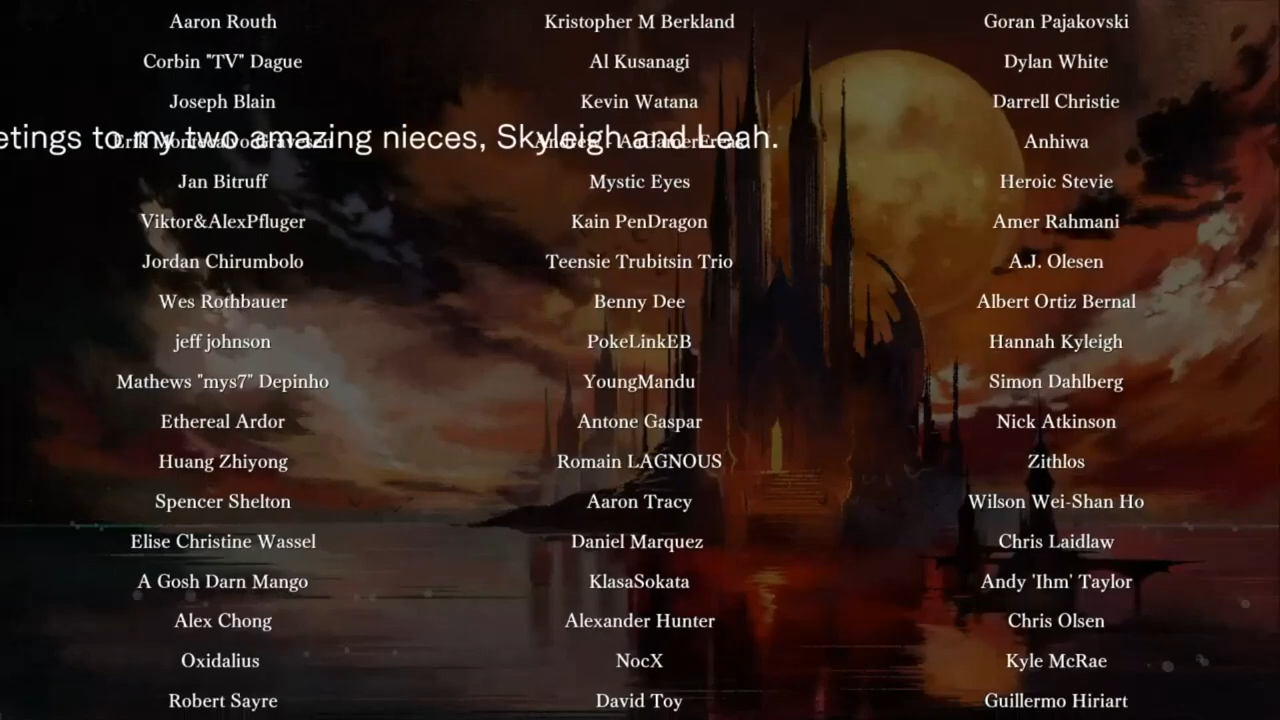 Aaron Routh Kristopher M Berkland Goran Pajakovski
Corbin "TV" Dague Al Kusanagi Dylan White
Joseph Blain Kevin Watana Darrell Christie
etings to my two amazing nieces, Skyleigh and Leah.
Anhiwa
Jan Bitruff Mystic Eyes Heroic Stevie
Viktor&AlexPfluger Kain PenDragon Amer Rahmani
Jordan Chirumbolo Teensie Trubitsin Trio A.J. Olesen
Wes Rothbauer Benny Dee Albert Ortiz Bernal
jeff johnson PokeLinkEB Hannah Kyleigh
Mathews "mys7" Depinho YoungMandu Simon Dahlberg
Ethereal Ardor Antone Gaspar Nick Atkinson
Huang Zhiyong Romain LAGNOUS Zithlos
Spencer Shelton Aaron Tracy Wilson Wei-Shan Ho
Elise Christine Wassel Daniel Marquez Chris Laidlaw
A Gosh Darn Mango KlasaSokata Andy 'Ihm' Taylor
Alex Chong Alexander Hunter Chris Olsen
Oxidalius NocX Kyle McRae
Robert Sayre David Toy Guillermo Hiriart